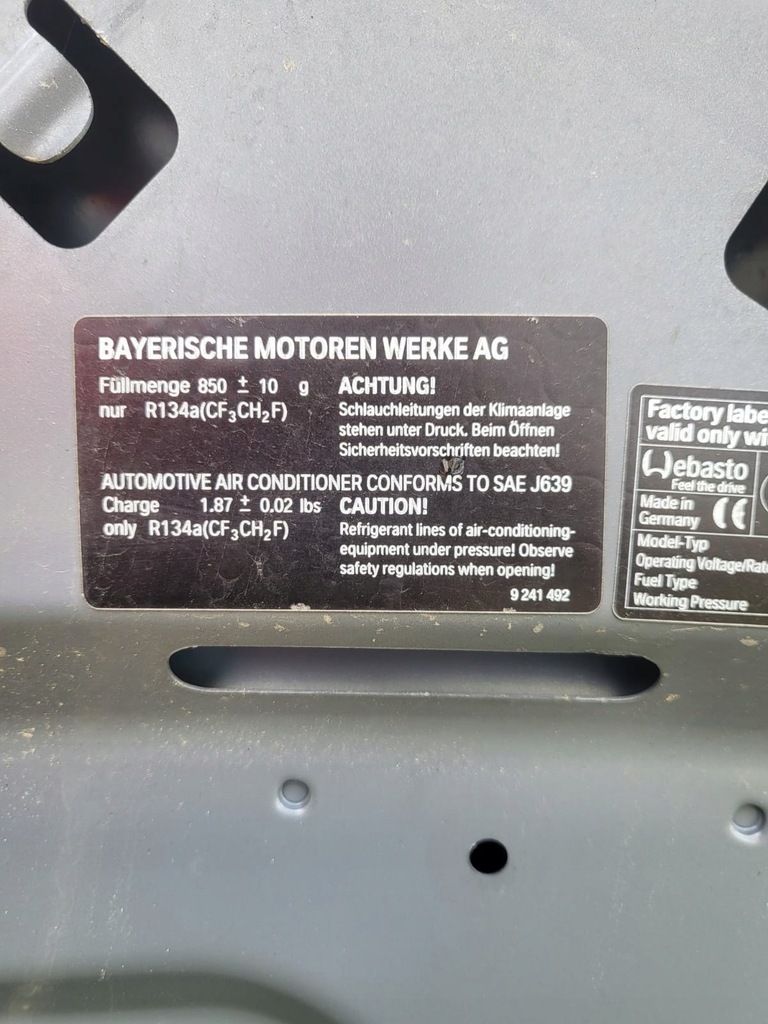 BAYERISCHE MOTOREN WERKE AG
Füllmenge 850 ± 10 g
nur R134a(CF₃CH₂F)
ACHTUNG!
Schlauchleitungen der Klimaanlage
stehen unter Druck. Beim Öffnen
Sicherheitsvorschriften beachten!
AUTOMOTIVE AIR CONDITIONER CONFORMS TO SAE J639
Charge 1.87 ± 0.02 lbs
only R134a(CF₃CH₂F)
CAUTION!
Refrigerant lines of air-conditioning-
equipment under pressure! Observe
safety regulations when opening!
9 241 492
Factory
valid only
Webasto
Feel the drive
Made in
Germany
CE
Model-Typ
Operating Voltage/
Fuel Type
Working Pressure